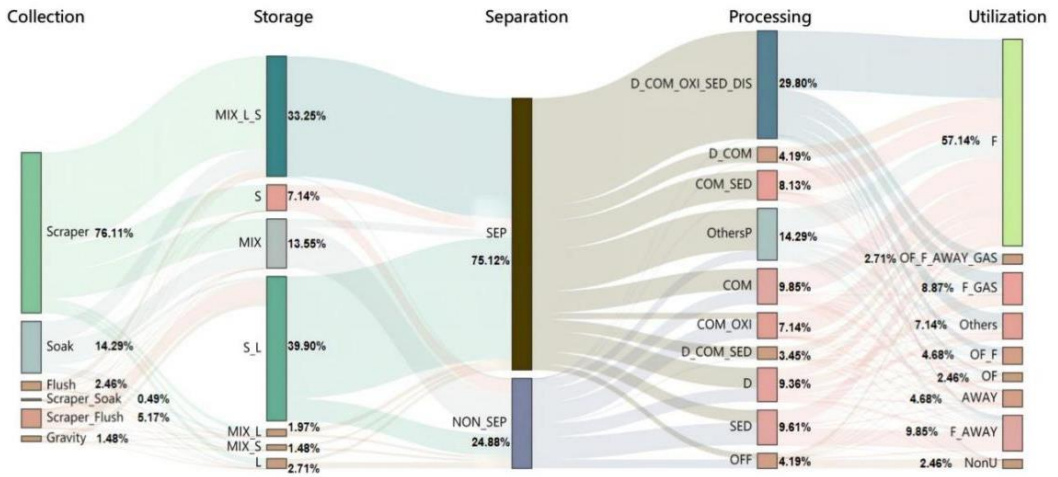 Collection Storage Separation Processing Utilization
Scraper 76.11%
Soak 14.29%
Flush 2.46%
Scraper_Soak 0.49%
Scraper_Flush 5.17%
Gravity 1.48%
MIX_L_S 33.25%
S 7.14%
MIX 13.55%
S_L 39.90%
MIX_L 1.97%
MIX_S 1.48%
L 2.71%
SEP
75.12%
NON_SEP
24.88%
D_COM_OXI_SED_DIS 29.80%
D_COM 4.19%
COM_SED 8.13%
OthersP 14.29%
COM 9.85%
COM_OXI 7.14%
D_COM_SED 3.45%
D 9.36%
SED 9.61%
OFF 4.19%
57.14% F
2.71% OF_F_AWAY_GAS
8.87% F_GAS
7.14% Others
4.68% OF_F
2.46% OF
4.68% AWAY
9.85% F_AWAY
2.46% NonU